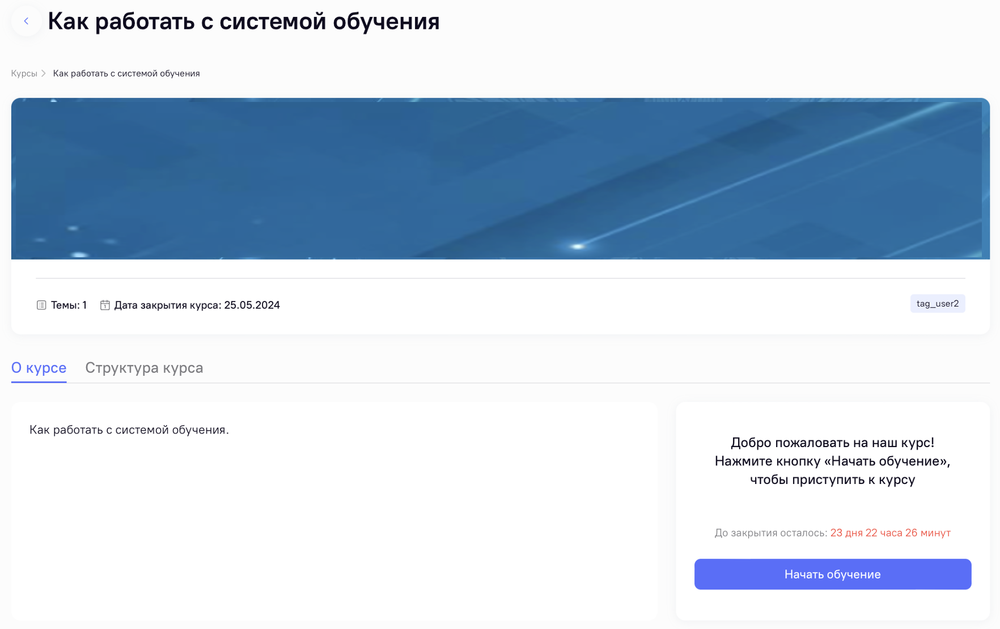 Как работать с системой обучения
Курсы > Как работать с системой обучения
Темы: 1 Дата закрытия курса: 25.05.2024
tag_user2
О курсе Структура курса
Как работать с системой обучения.
Добро пожаловать на наш курс!
Нажмите кнопку «Начать обучение»,
чтобы приступить к курсу
До закрытия осталось: 23 дня 22 часа 26 минут
Начать обучение